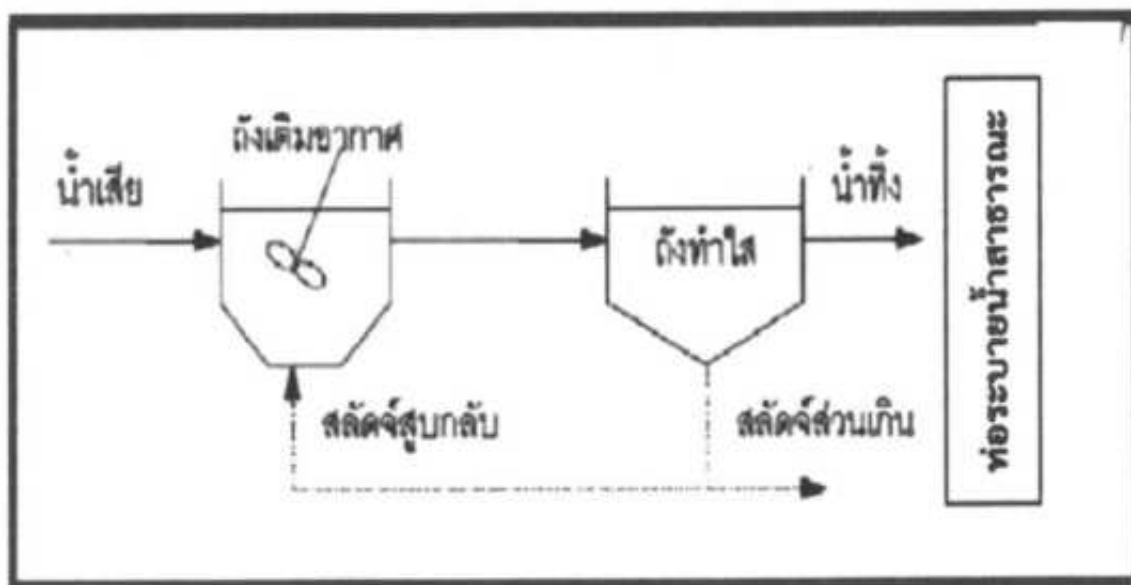 ถังเติมอากาศ
น้ำเสีย
น้ำทิ้ง
ถังทำใส
สลัดจ์สูบกลับ
สลัดจ์ส่วนเกิน
ท่อระบายน้ำสาธารณะ